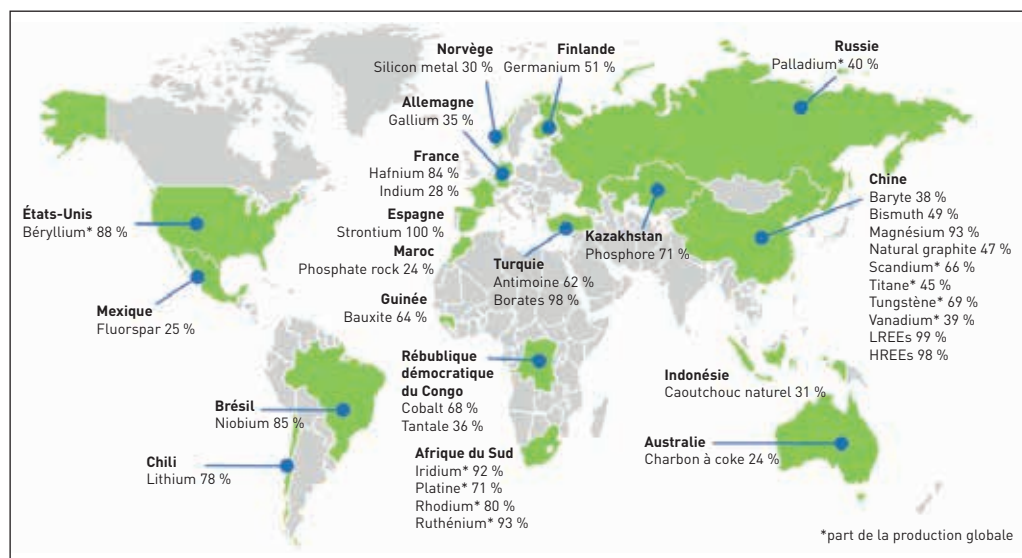 Norvège
Silicon metal 30 %
Finlande
Germanium 51 %
Russie
Palladium* 40 %
Allemagne
Gallium 35 %
France
Hafnium 84 %
Indium 28 %
Chine
Baryte 38 %
Bismuth 49 %
Magnésium 93 %
Natural graphite 47 %
Scandium* 66 %
Titane* 45 %
Tungstène* 69 %
Vanadium* 39 %
LREEs 99 %
HREEs 98 %
États-Unis
Béryllium* 88 %
Espagne
Strontium 100 %
Maroc
Phosphate rock 24 %
Turquie
Antimoine 62 %
Borates 98 %
Kazakhstan
Phosphore 71 %
Mexique
Fluorspar 25 %
Guinée
Bauxite 64 %
Rébublique
démocratique
du Congo
Cobalt 68 %
Tantale 36 %
Indonésie
Caoutchouc naturel 31 %
Brésil
Niobium 85 %
Chili
Lithium 78 %
Afrique du Sud
Iridium* 92 %
Platine* 71 %
Rhodium* 80 %
Ruthénium* 93 %
Australie
Charbon à coke 24 %
*part de la production globale